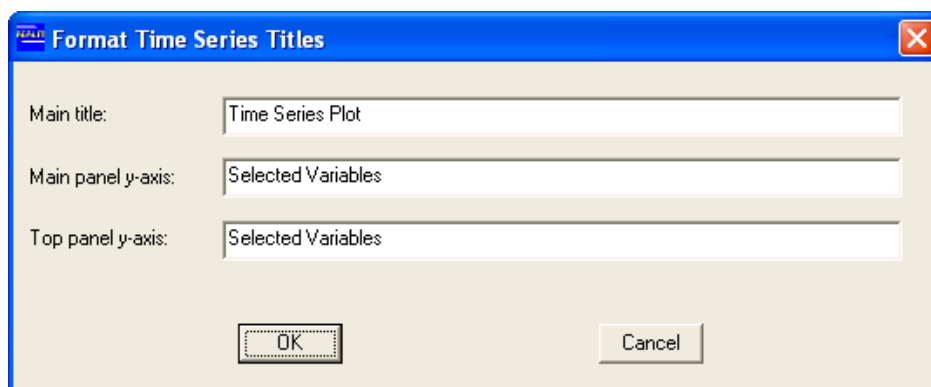 Format Time Series Titles
Main title: Time Series Plot
Main panel y-axis: Selected Variables
Top panel y-axis: Selected Variables
OK Cancel